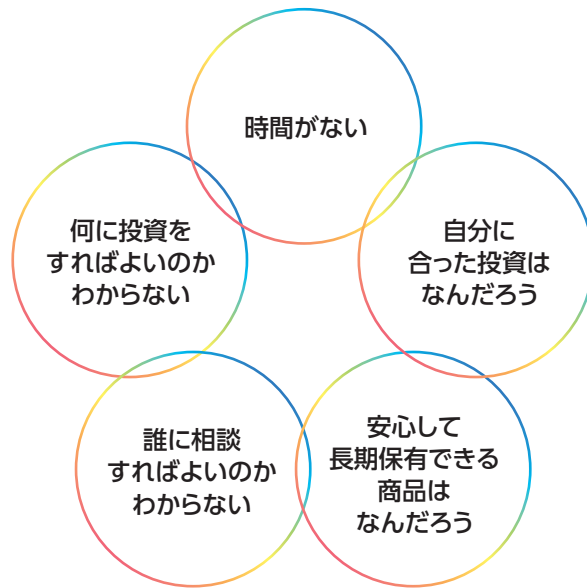 時間がない
何に投資を
すればよいのか
わからない
自分に
合った投資は
なんだろう
誰に相談
すればよいのか
わからない
安心して
長期保有できる
商品は
なんだろう